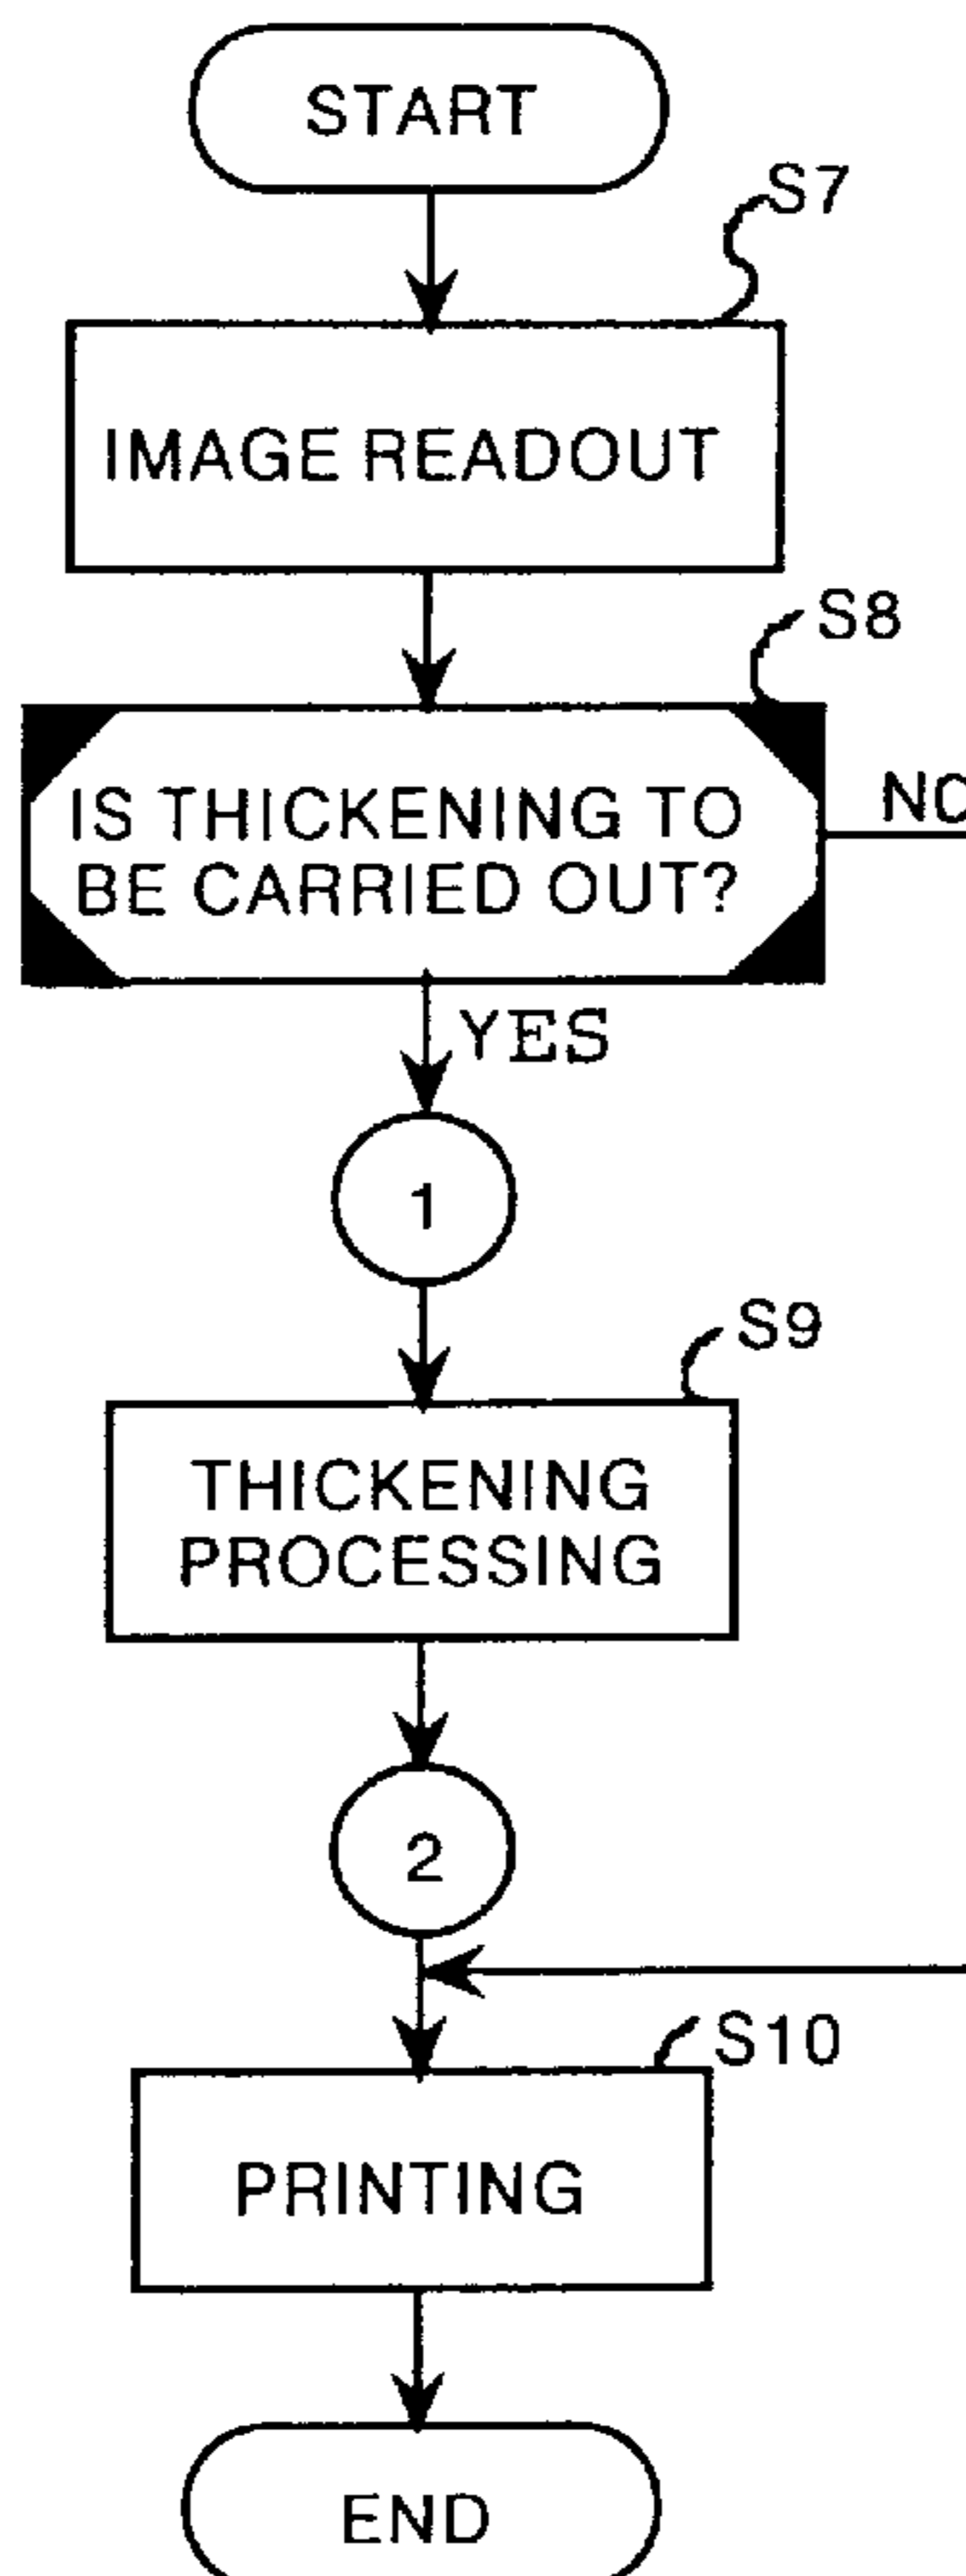 START
S7
IMAGE READOUT
S8
IS THICKENING TO
BE CARRIED OUT?
NO
YES
1
S9
THICKENING
PROCESSING
2
S10
PRINTING
END